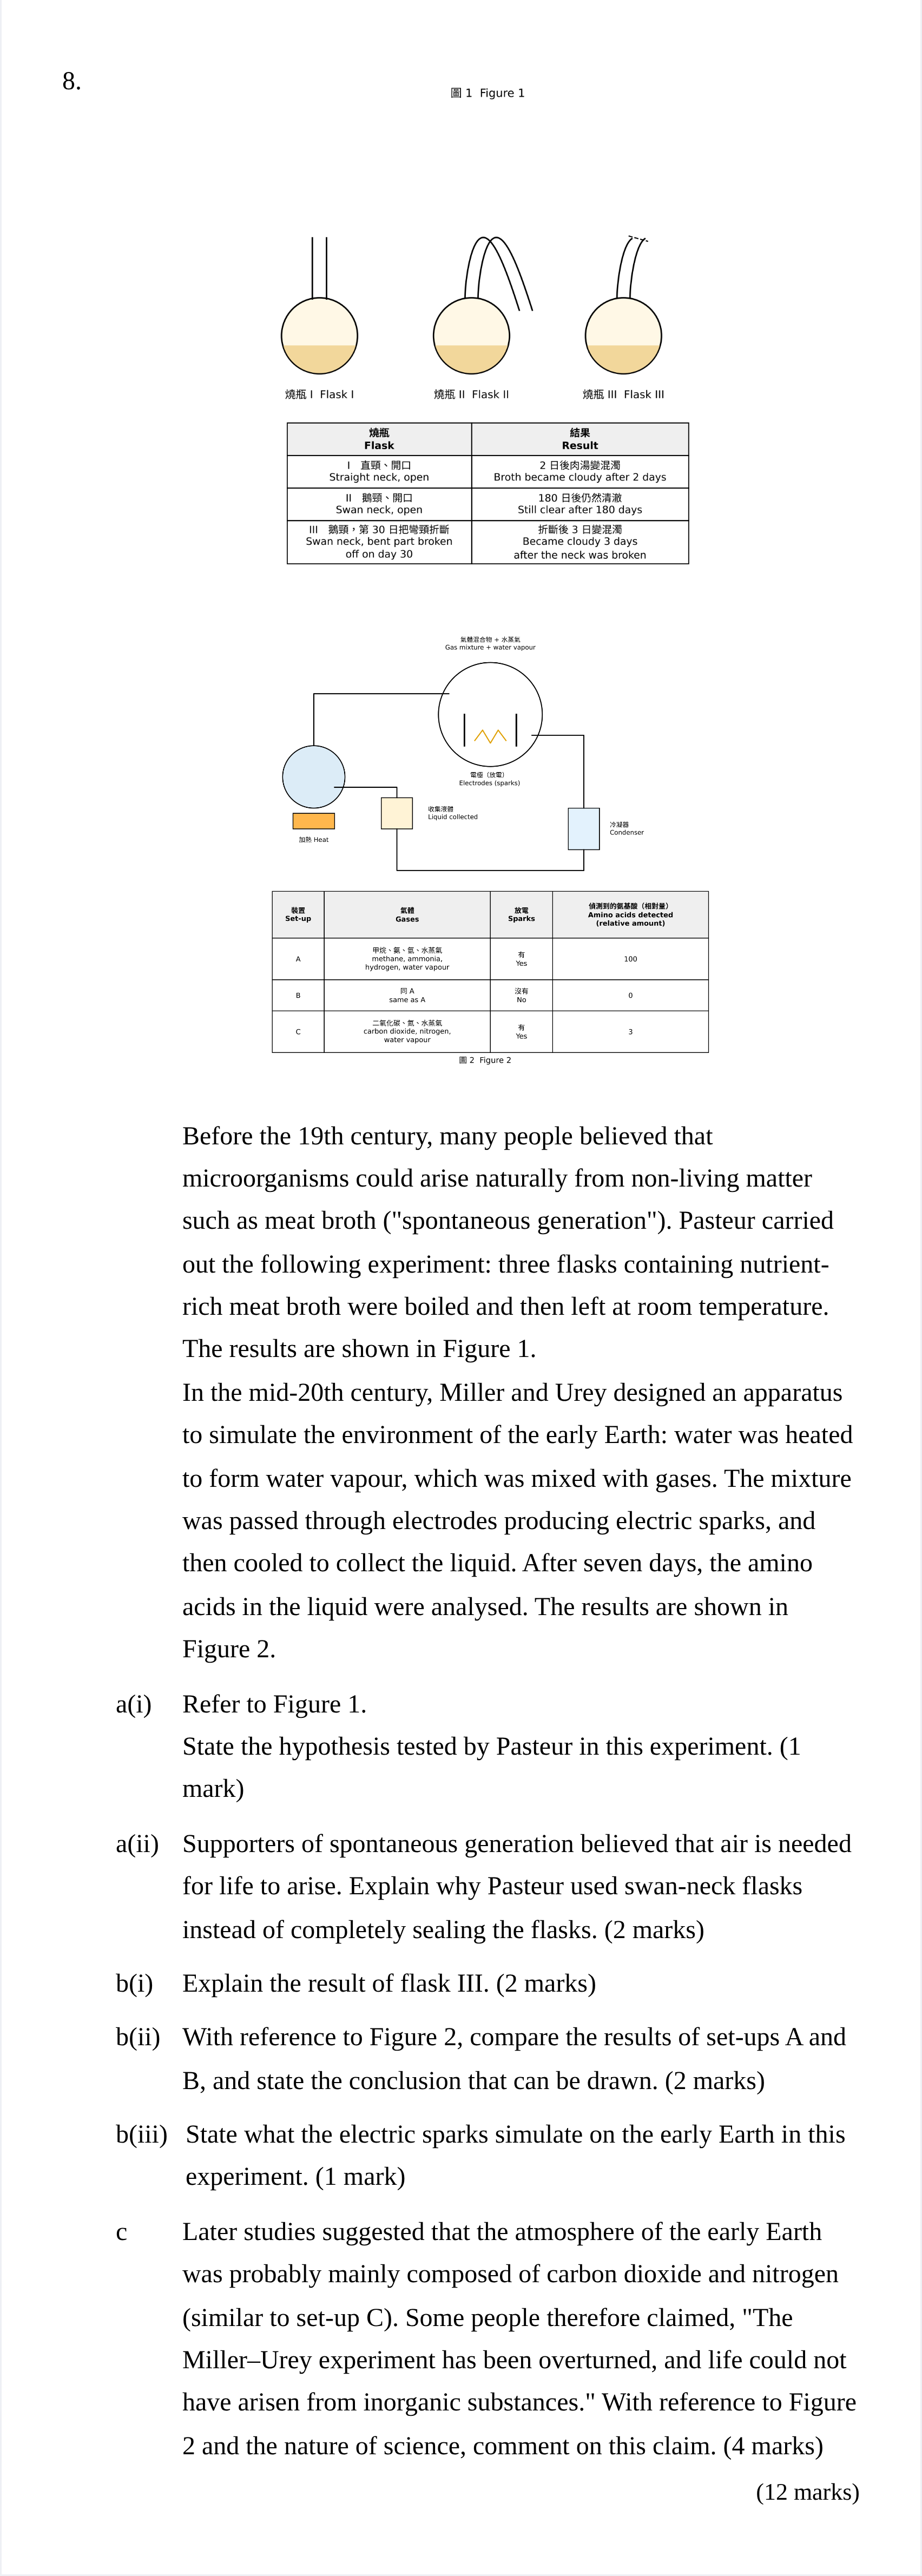 8.
圖 1  Figure 1
燒瓶 I  Flask I
燒瓶 II  Flask II
燒瓶 III  Flask III
燒瓶
Flask
結果
Result
I　直頸、開口
Straight neck, open
2 日後肉湯變混濁
Broth became cloudy after 2 days
II　鵝頸、開口
Swan neck, open
180 日後仍然清澈
Still clear after 180 days
III　鵝頸，第 30 日把彎頸折斷
Swan neck, bent part broken
off on day 30
折斷後 3 日變混濁
Became cloudy 3 days
after the neck was broken
氣體混合物 + 水蒸氣
Gas mixture + water vapour
電極（放電）
Electrodes (sparks)
收集液體
Liquid collected
冷凝器
Condenser
加熱 Heat
裝置
Set-up
氣體
Gases
放電
Sparks
偵測到的氨基酸（相對量）
Amino acids detected
(relative amount)
A
甲烷、氨、氫、水蒸氣
methane, ammonia,
hydrogen, water vapour
有
Yes
100
B
同 A
same as A
沒有
No
0
C
二氧化碳、氮、水蒸氣
carbon dioxide, nitrogen,
water vapour
有
Yes
3
圖 2  Figure 2
Before the 19th century, many people believed that
microorganisms could arise naturally from non-living matter
such as meat broth ("spontaneous generation"). Pasteur carried
out the following experiment: three flasks containing nutrient-
rich meat broth were boiled and then left at room temperature.
The results are shown in Figure 1.
In the mid-20th century, Miller and Urey designed an apparatus
to simulate the environment of the early Earth: water was heated
to form water vapour, which was mixed with gases. The mixture
was passed through electrodes producing electric sparks, and
then cooled to collect the liquid. After seven days, the amino
acids in the liquid were analysed. The results are shown in
Figure 2.
a(i) Refer to Figure 1.
State the hypothesis tested by Pasteur in this experiment. (1
mark)
a(ii) Supporters of spontaneous generation believed that air is needed
for life to arise. Explain why Pasteur used swan-neck flasks
instead of completely sealing the flasks. (2 marks)
b(i) Explain the result of flask III. (2 marks)
b(ii) With reference to Figure 2, compare the results of set-ups A and
B, and state the conclusion that can be drawn. (2 marks)
b(iii) State what the electric sparks simulate on the early Earth in this
experiment. (1 mark)
c Later studies suggested that the atmosphere of the early Earth
was probably mainly composed of carbon dioxide and nitrogen
(similar to set-up C). Some people therefore claimed, "The
Miller–Urey experiment has been overturned, and life could not
have arisen from inorganic substances." With reference to Figure
2 and the nature of science, comment on this claim. (4 marks)
(12 marks)